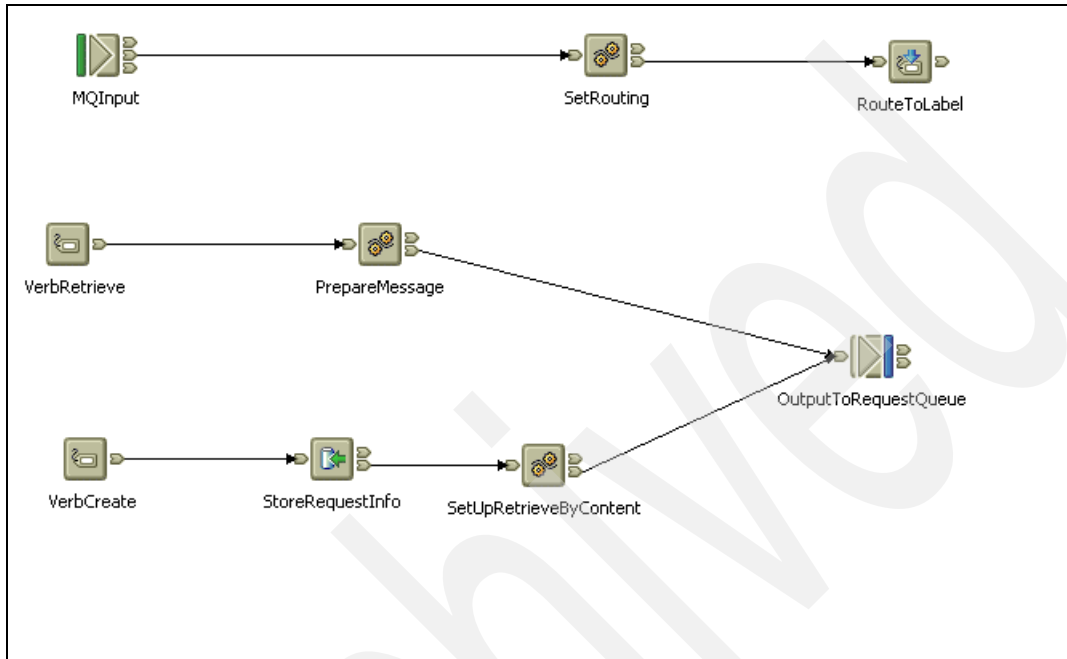 MQInput
SetRouting
RouteToLabel
VerbRetrieve
PrepareMessage
OutputToRequestQueue
VerbCreate
StoreRequestInfo
SetUpRetrieveByContent